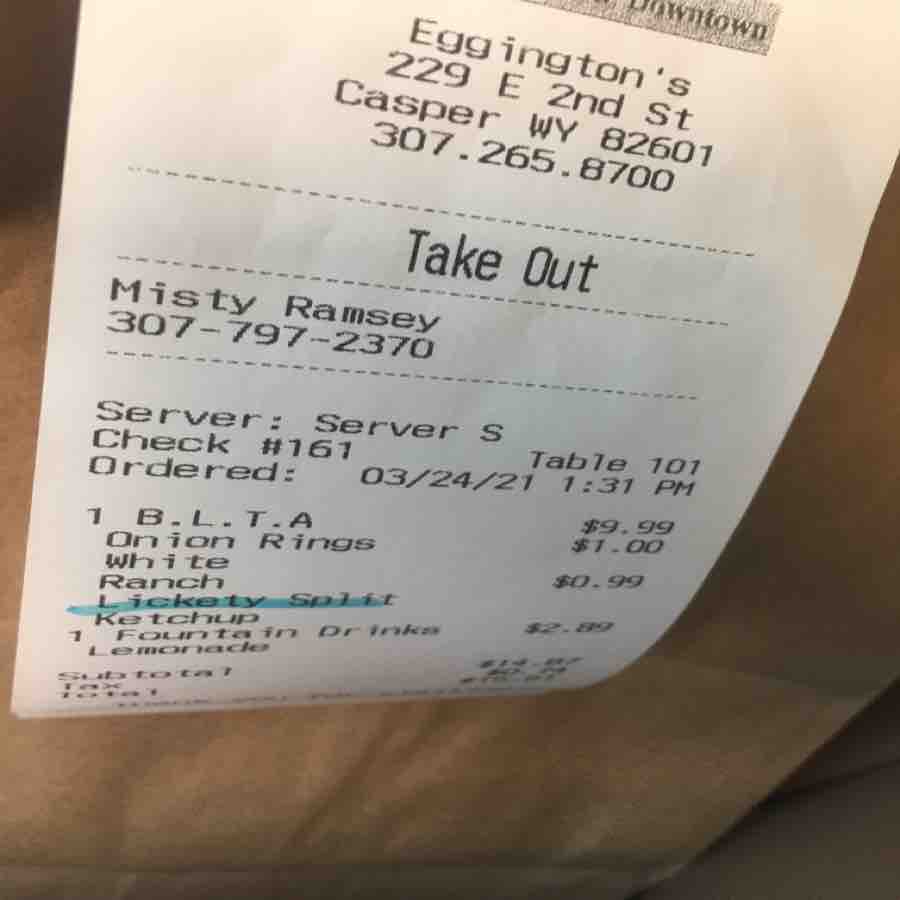 Downtown
Eggington's
229 E 2nd St
Casper WY 82601
307.265.8700
Take Out
Misty Ramsey
307-797-2370
Server: Server S
Check #161 Table 101
Ordered: 03/24/21 1:31 PM
1 B.L.T.A $9.99
Onion Rings $1.00
White
Ranch $0.99
Lickety Split
Ketchup
1 Fountain Drinks $2.89
Lemonade
Subtotal $14.87
Tax
Total